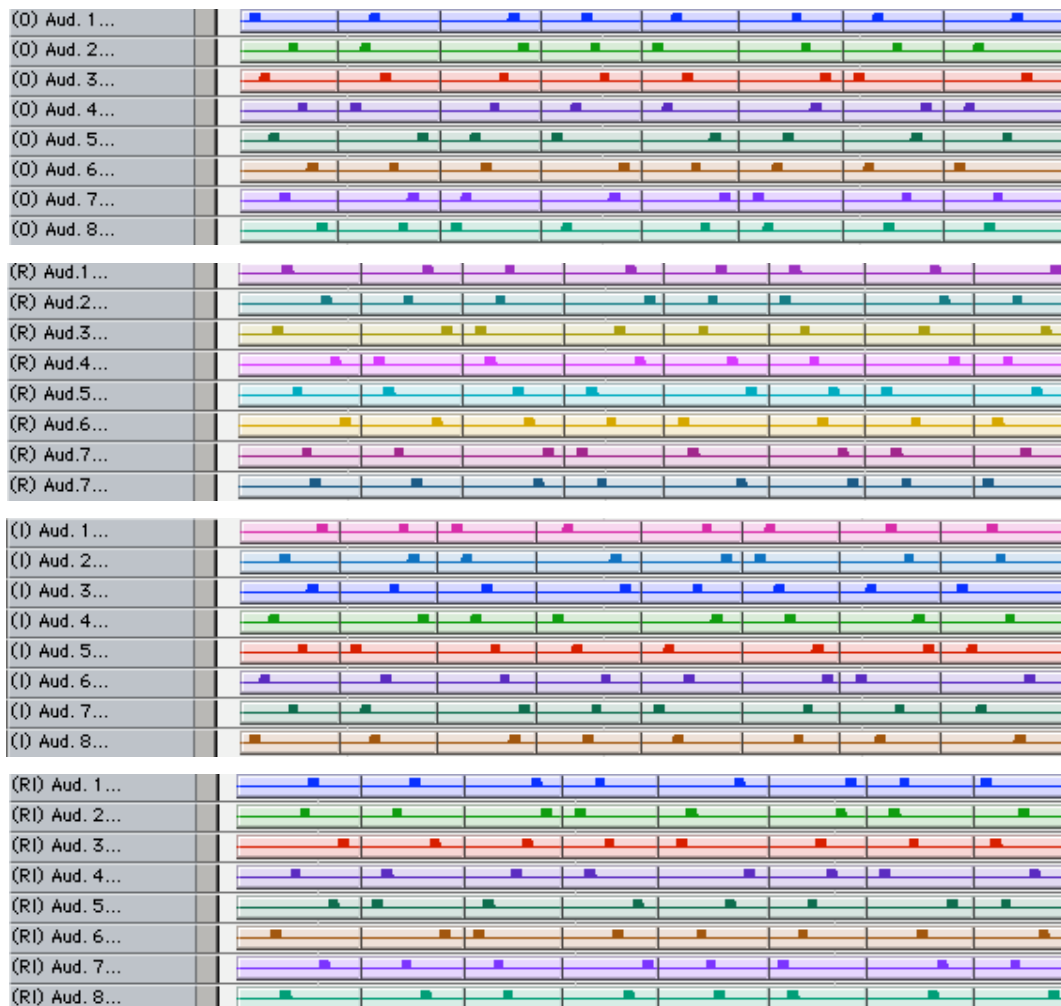 (O) Aud. 1...
(O) Aud. 2...
(O) Aud. 3...
(O) Aud. 4...
(O) Aud. 5...
(O) Aud. 6...
(O) Aud. 7...
(O) Aud. 8...
(R) Aud.1...
(R) Aud.2...
(R) Aud.3...
(R) Aud.4...
(R) Aud.5...
(R) Aud.6...
(R) Aud.7...
(R) Aud.7...
(I) Aud. 1...
(I) Aud. 2...
(I) Aud. 3...
(I) Aud. 4...
(I) Aud. 5...
(I) Aud. 6...
(I) Aud. 7...
(I) Aud. 8...
(RI) Aud. 1...
(RI) Aud. 2...
(RI) Aud. 3...
(RI) Aud. 4...
(RI) Aud. 5...
(RI) Aud. 6...
(RI) Aud. 7...
(RI) Aud. 8...